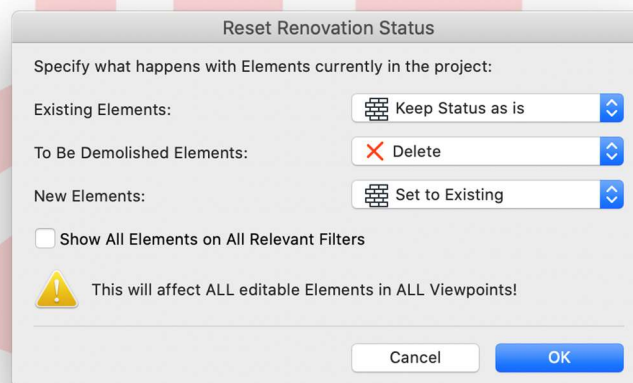 Reset Renovation Status
Specify what happens with Elements currently in the project:
Existing Elements:
Keep Status as is
To Be Demolished Elements:
Delete
New Elements:
Set to Existing
Show All Elements on All Relevant Filters
This will affect ALL editable Elements in ALL Viewpoints!
Cancel
OK